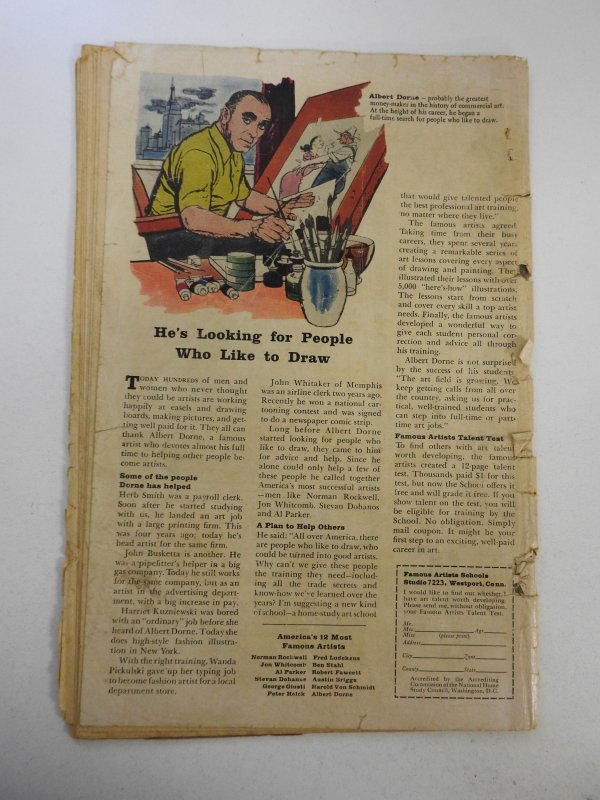 Albert Dorne — probably the greatest
money-maker in the history of commercial art.
At the height of his career, he began a
full-time search for people who like to draw.
He's Looking for People
Who Like to Draw
TODAY HUNDREDS of men and
women who never thought
they could be artists are working
happily at easels and drawing
boards, making pictures, and get-
ting well paid for it. They all can
thank Albert Dorne, a famous
artist who devotes almost his full
time to helping other people be-
come artists.
Some of the people
Dorne has helped
Herb Smith was a payroll clerk.
Soon after he started studying
with us, he landed an art job
with a large printing firm. This
was four years ago; today he's
head artist for the same firm.
John Busketta is another. He
was a pipefitter's helper in a big
gas company. Today he still works
for the same company, but as an
artist in the advertising depart-
ment, with a big increase in pay.
Harriet Kuzniewski was bored
with an "ordinary" job before she
heard of Albert Dorne. Today she
does high-style fashion illustra-
tion in New York.
With the right training, Wanda
Pickulski gave up her typing job
to become fashion artist for a local
department store.
John Whitaker of Memphis
was an airline clerk two years ago.
Recently he won a national car-
tooning contest and was signed
to do a newspaper comic strip.
Long before Albert Dorne
started looking for people who
like to draw, they came to him
for advice and help. Since he
alone could only help a few of
these people he called together
America's most successful artists
—men like Norman Rockwell,
Jon Whitcomb, Stevan Dohanos
and Al Parker.
A Plan to Help Others
He said: "All over America, there
are people who like to draw, who
could be turned into good artists.
Why can't we give these people
the training they need—includ-
ing all the trade secrets and
know-how we've learned over the
years? I'm suggesting a new kind
of school—a home-study art school
that would give talented people
the best professional art training,
no matter where they live."
The famous artists agreed.
Taking time from their busy
careers, they spent several years
creating a remarkable series of
art lessons covering every aspect
of drawing and painting. They
illustrated their lessons with over
5,000 "here's-how" illustrations.
The lessons start from scratch
and cover every skill a top artist
needs. Finally, the famous artists
developed a wonderful way to
give each student personal cor-
rection and advice all through
his training.
Albert Dorne is not surprised
by the success of his students.
"The art field is growing. We
keep getting calls from all over
the country, asking us for prac-
tical, well-trained students who
can step into full-time or part-
time art jobs."
Famous Artists Talent Test
To find others with art talent
worth developing, the famous
artists created a 12-page talent
test. Thousands paid $1 for this
test, but now the School offers it
free and will grade it free. If you
show talent on the test, you will
be eligible for training by the
School. No obligation. Simply
mail coupon. It might be your
first step to an exciting, well-paid
career in art.
America's 12 Most
Famous Artists
Norman Rockwell Fred Ludekens
Jon Whitcomb Ben Stahl
Al Parker Robert Fawcett
Stevan Dohanos Austin Briggs
George Giusti Harold Von Schmidt
Peter Helck Albert Dorne
Famous Artists Schools
Studio 7223, Westport, Conn.
I would like to find out whether I
have art talent worth developing.
Please send me, without obligation,
your Famous Artists Talent Test.
Mr.
Mrs. Age
Miss (please print)
Address
City Zone
County State
Accredited by the Accrediting
Commission of the National Home
Study Council, Washington, D.C.